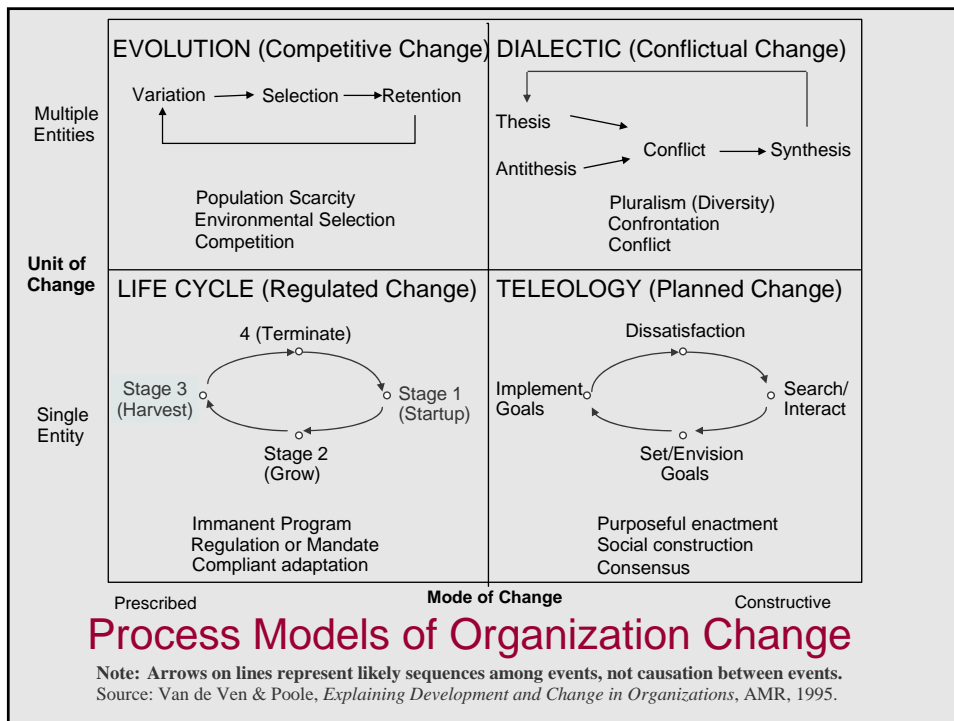 EVOLUTION (Competitive Change)
Variation Selection Retention
Population Scarcity
Environmental Selection
Competition
DIALECTIC (Conflictual Change)
Thesis
Conflict Synthesis
Antithesis
Pluralism (Diversity)
Confrontation
Conflict
Multiple
Entities
Unit of
Change
LIFE CYCLE (Regulated Change)
4 (Terminate)
Stage 3
(Harvest)
Stage 1
(Startup)
Stage 2
(Grow)
Immanent Program
Regulation or Mandate
Compliant adaptation
TELEOLOGY (Planned Change)
Dissatisfaction
Implement
Goals
Search/
Interact
Set/Envision
Goals
Purposeful enactment
Social construction
Consensus
Single
Entity
Prescribed
Mode of Change
Constructive
Process Models of Organization Change
Note: Arrows on lines represent likely sequences among events, not causation between events.
Source: Van de Ven & Poole, Explaining Development and Change in Organizations, AMR, 1995.